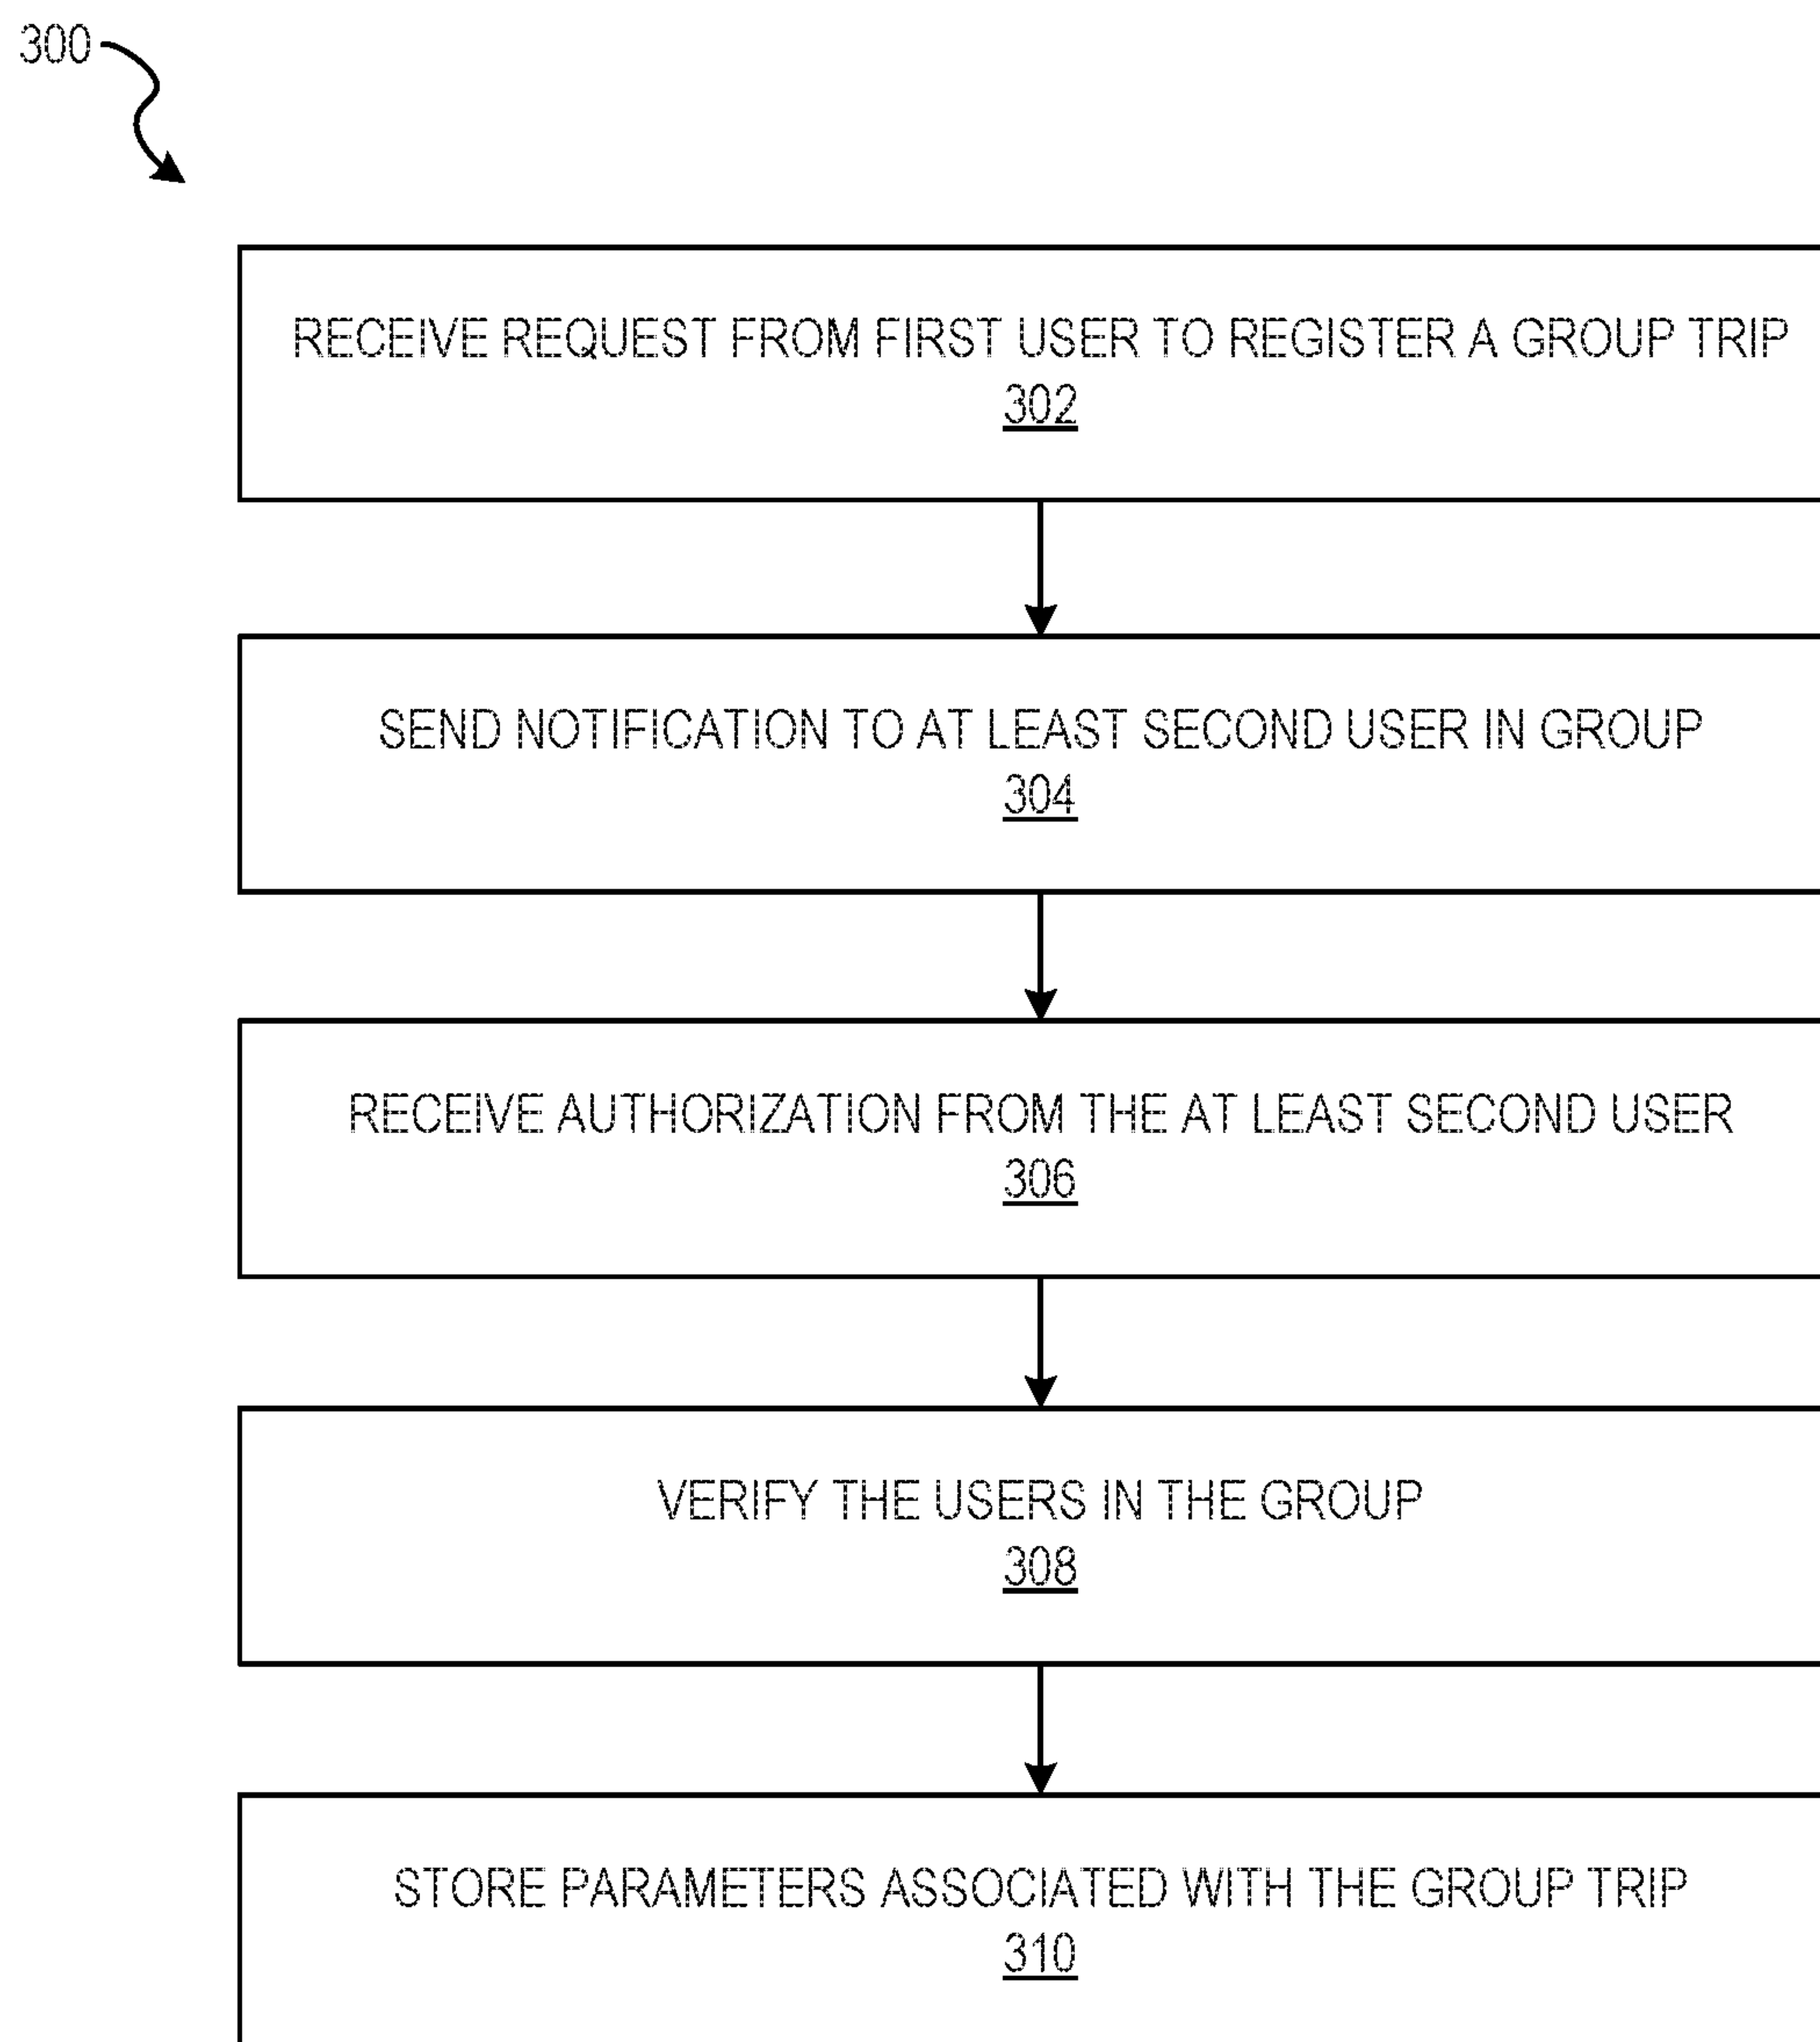 300
RECEIVE REQUEST FROM FIRST USER TO REGISTER A GROUP TRIP
302
SEND NOTIFICATION TO AT LEAST SECOND USER IN GROUP
304
RECEIVE AUTHORIZATION FROM THE AT LEAST SECOND USER
306
VERIFY THE USERS IN THE GROUP
308
STORE PARAMETERS ASSOCIATED WITH THE GROUP TRIP
310